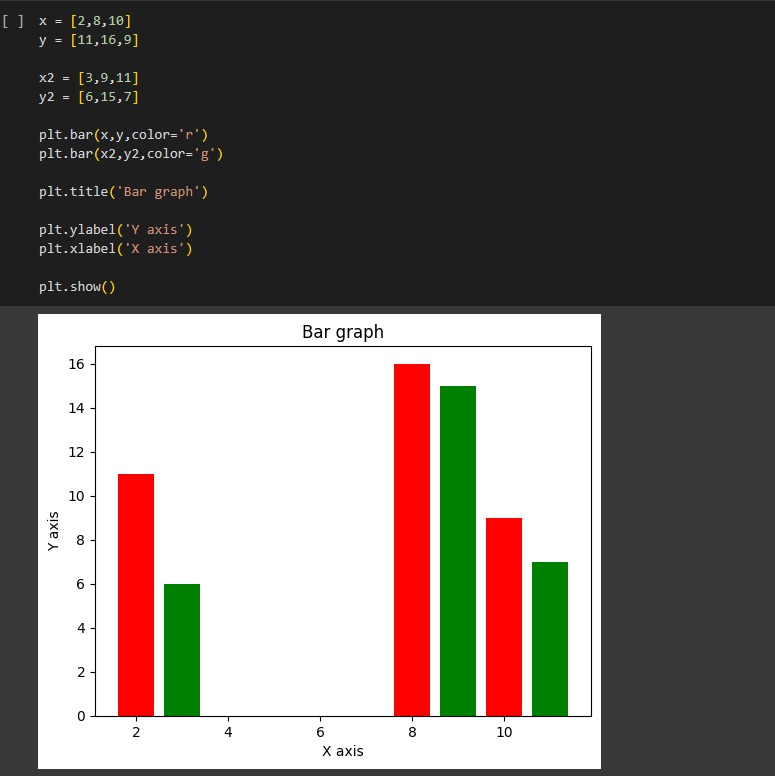 [ ] x = [2,8,10]
y = [11,16,9]
x2 = [3,9,11]
y2 = [6,15,7]
plt.bar(x,y,color='r')
plt.bar(x2,y2,color='g')
plt.title('Bar graph')
plt.ylabel('Y axis')
plt.xlabel('X axis')
plt.show()
Bar graph
16
14
12
10
8
6
4
2
0
Y axis
2 4 6 8 10
X axis